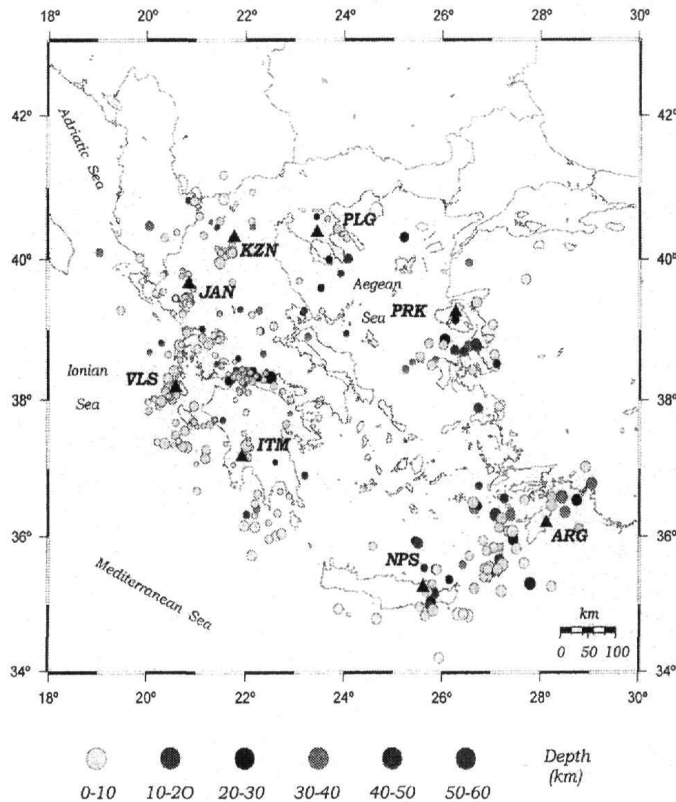 18° 20° 22° 24° 26° 28° 30°
42° 42°
Adriatic Sea
PLG
KZN
40° 40°
Aegean
Sea
JAN
PRK
Ionian
Sea
VLS
38° 38°
ITM
36° 36°
ARG
NPS
Mediterranean Sea
km
0 50 100
34° 34°
18° 20° 22° 24° 26° 28° 30°
0-10 10-20 20-30 30-40 40-50 50-60
Depth
(km)